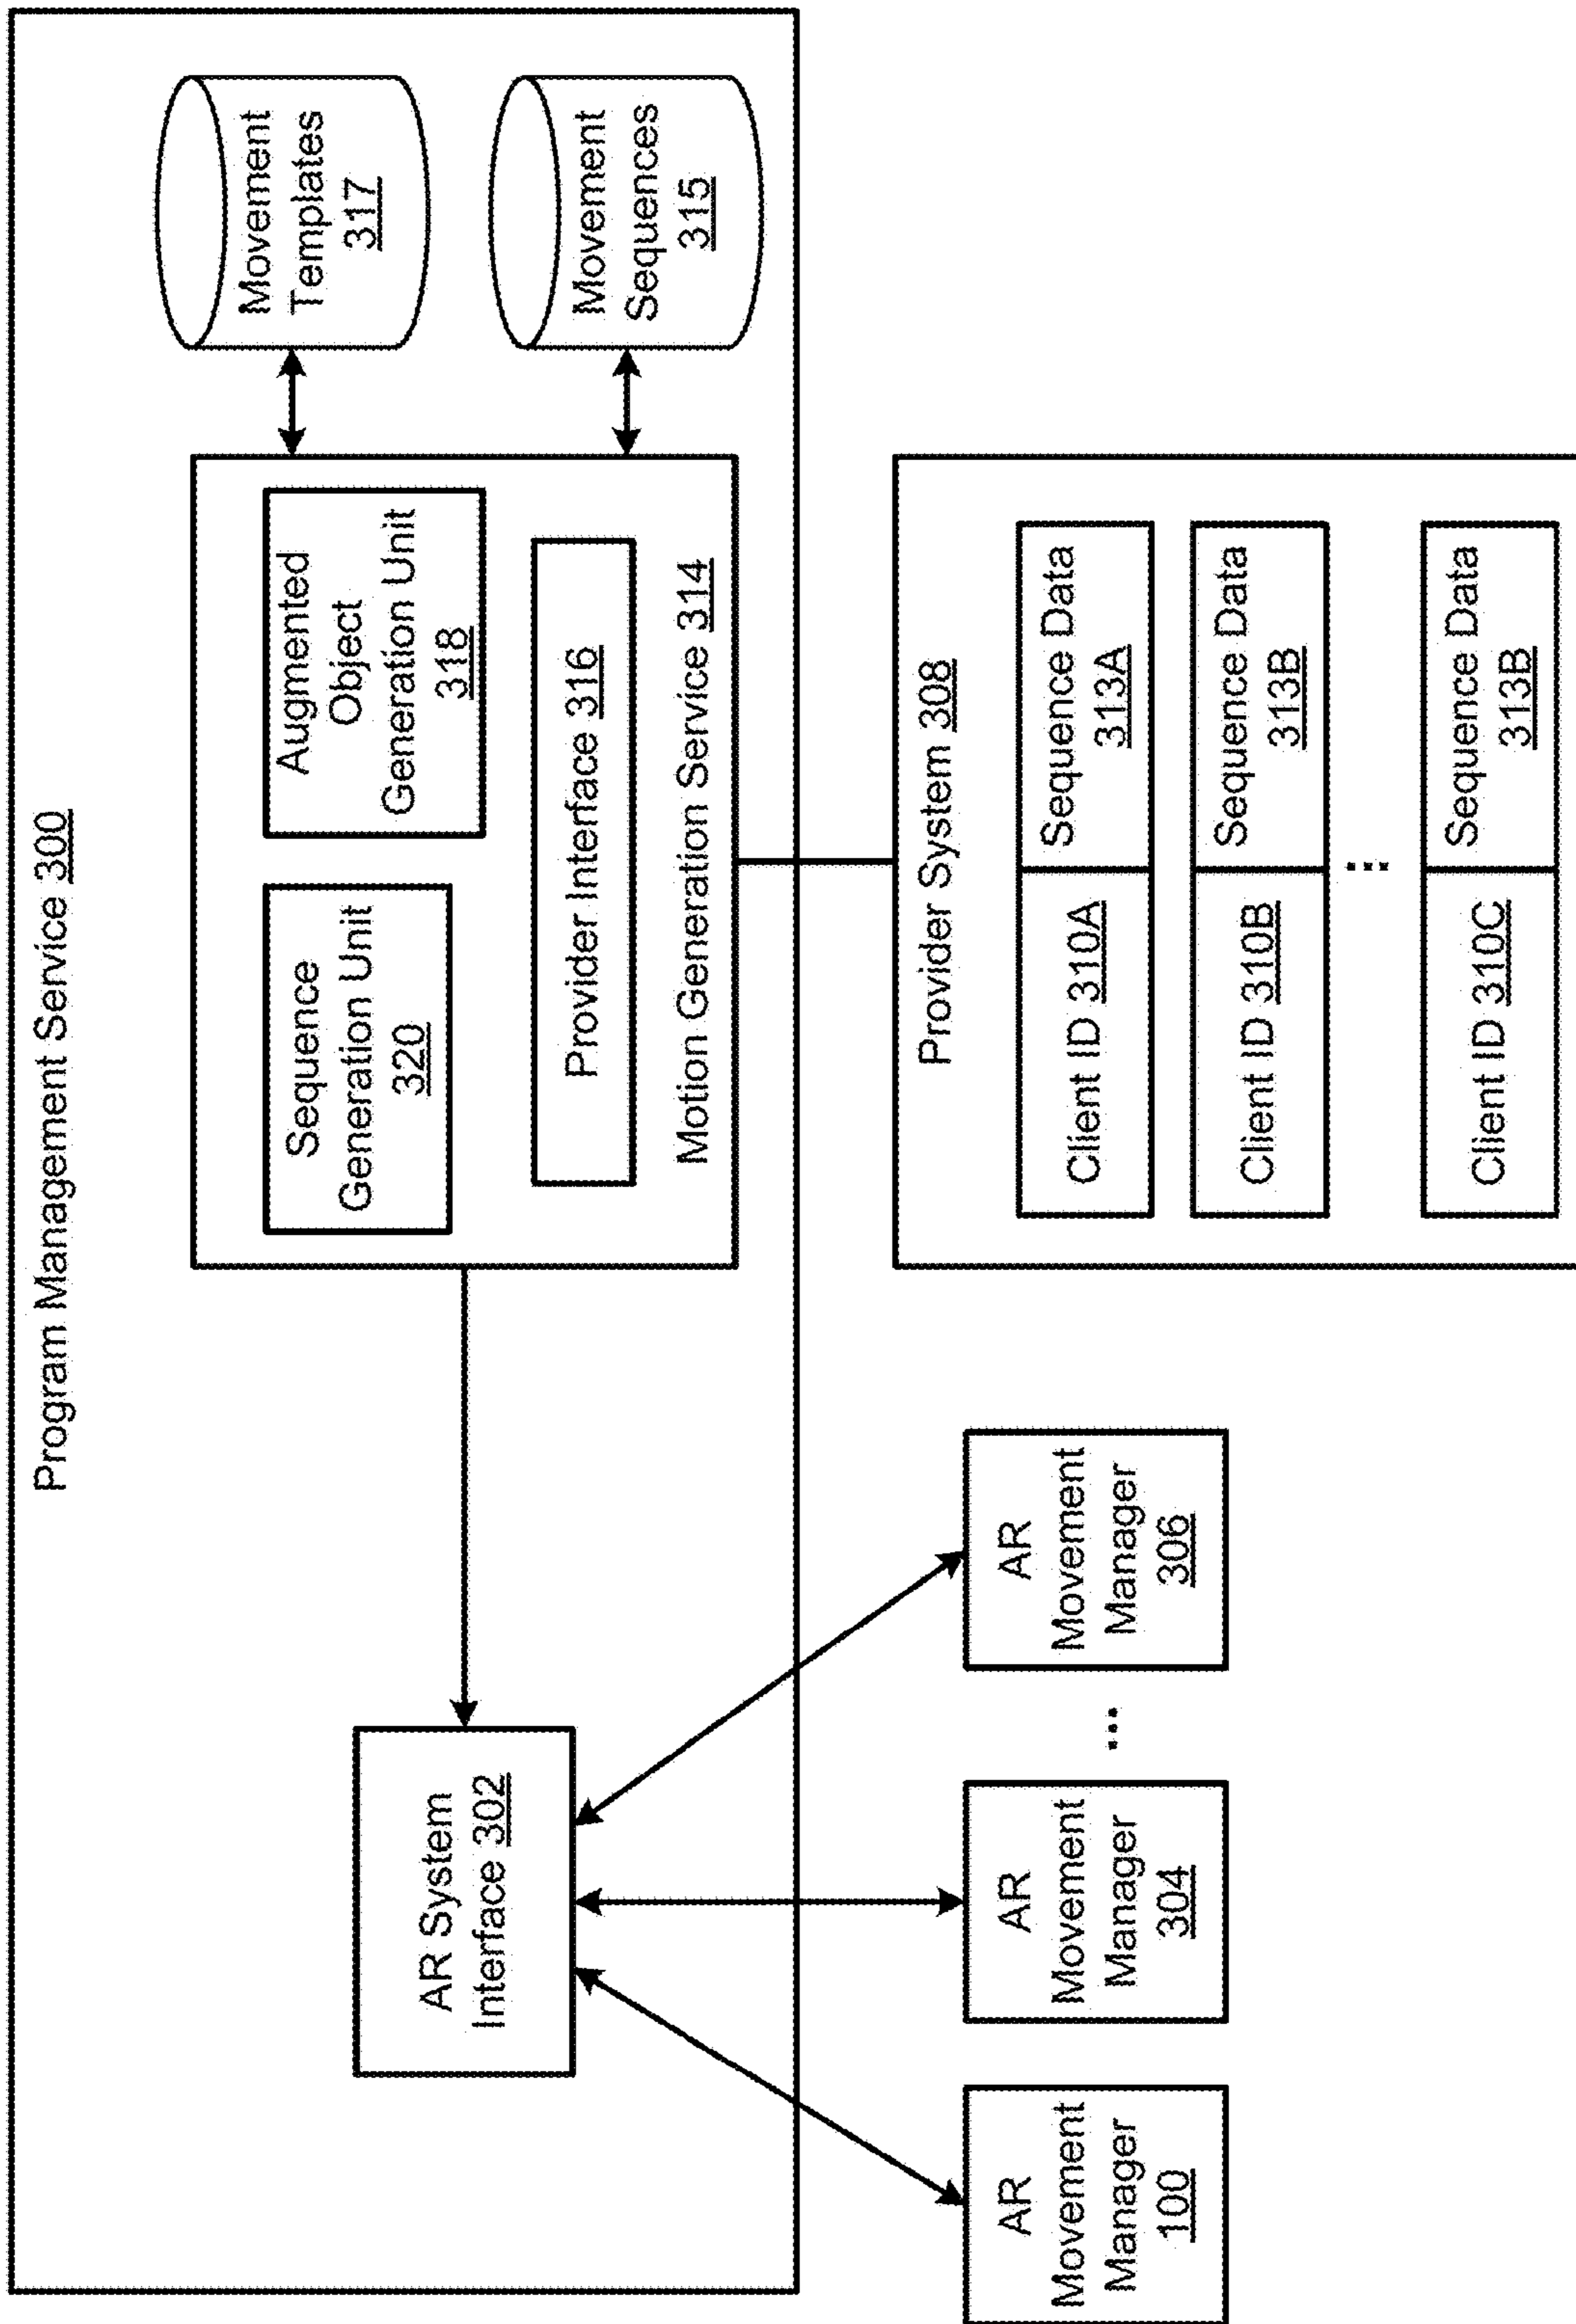 Program Management Service 300
AR System
Interface 302
Sequence
Generation Unit
320
Augmented
Object
Generation Unit
318
Provider Interface 316
Motion Generation Service 314
Movement
Templates
317
Movement
Sequences
315
AR
Movement
Manager
100
AR
Movement
Manager
304
...
AR
Movement
Manager
306
Provider System 308
Client ID 310A
Sequence Data
313A
Client ID 310B
Sequence Data
313B
...
Client ID 310C
Sequence Data
313B